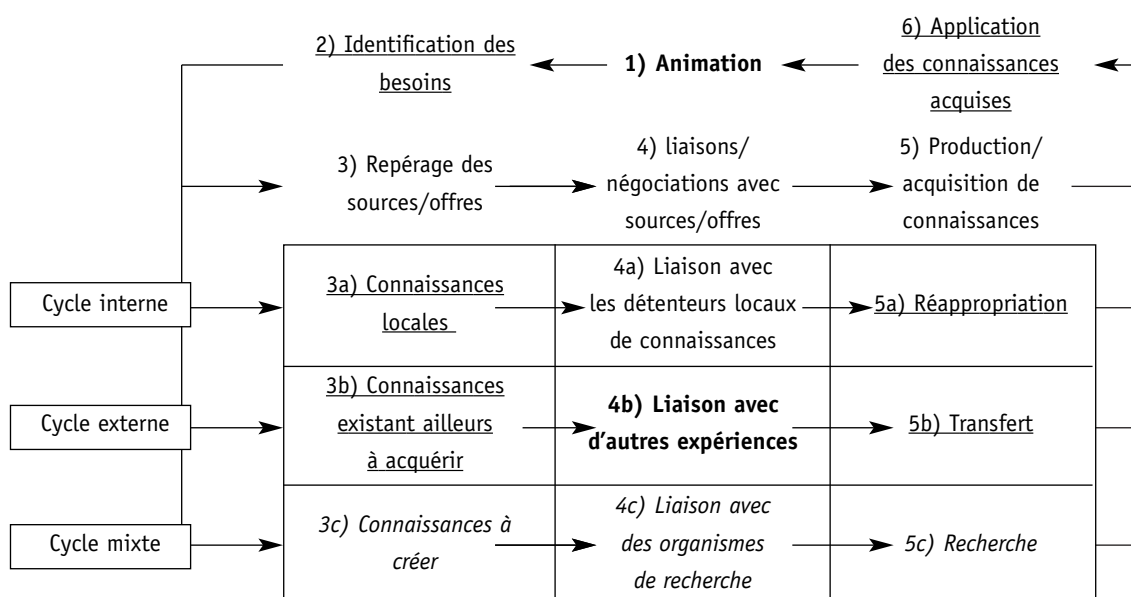 2) Identification des
besoins
1) Animation
6) Application
des connaissances
acquises
3) Repérage des
sources/offres
4) liaisons/
négociations avec
sources/offres
5) Production/
acquisition de
connaissances
Cycle interne
3a) Connaissances
locales
4a) Liaison avec
les détenteurs locaux
de connaissances
5a) Réappropriation
Cycle externe
3b) Connaissances
existant ailleurs
à acquérir
4b) Liaison avec
d'autres expériences
5b) Transfert
Cycle mixte
3c) Connaissances à
créer
4c) Liaison avec
des organismes
de recherche
5c) Recherche